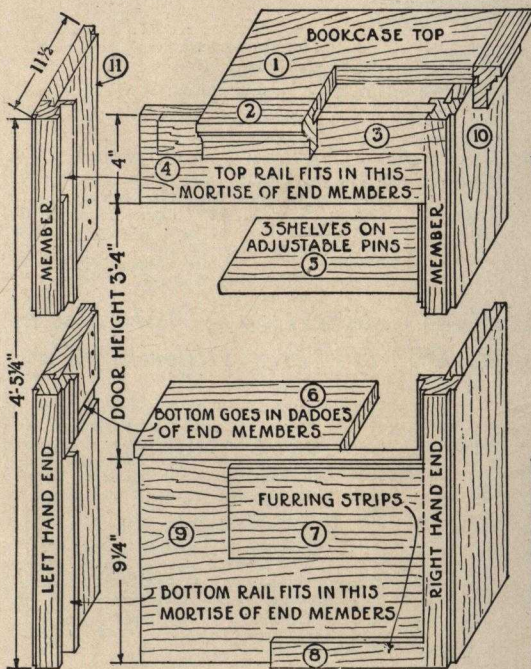 11½
11
BOOKCASE TOP
1
2
3
10
4
4"
TOP RAIL FITS IN THIS
MORTISE OF END MEMBERS
MEMBER
MEMBER
3 SHELVES ON
ADJUSTABLE PINS
5
DOOR HEIGHT 3'-4"
4'-5¼"
6
BOTTOM GOES IN DADOES
OF END MEMBERS
LEFT HAND END
RIGHT HAND END
FURRING STRIPS
9
7
9¼"
BOTTOM RAIL FITS IN THIS
MORTISE OF END MEMBERS
8